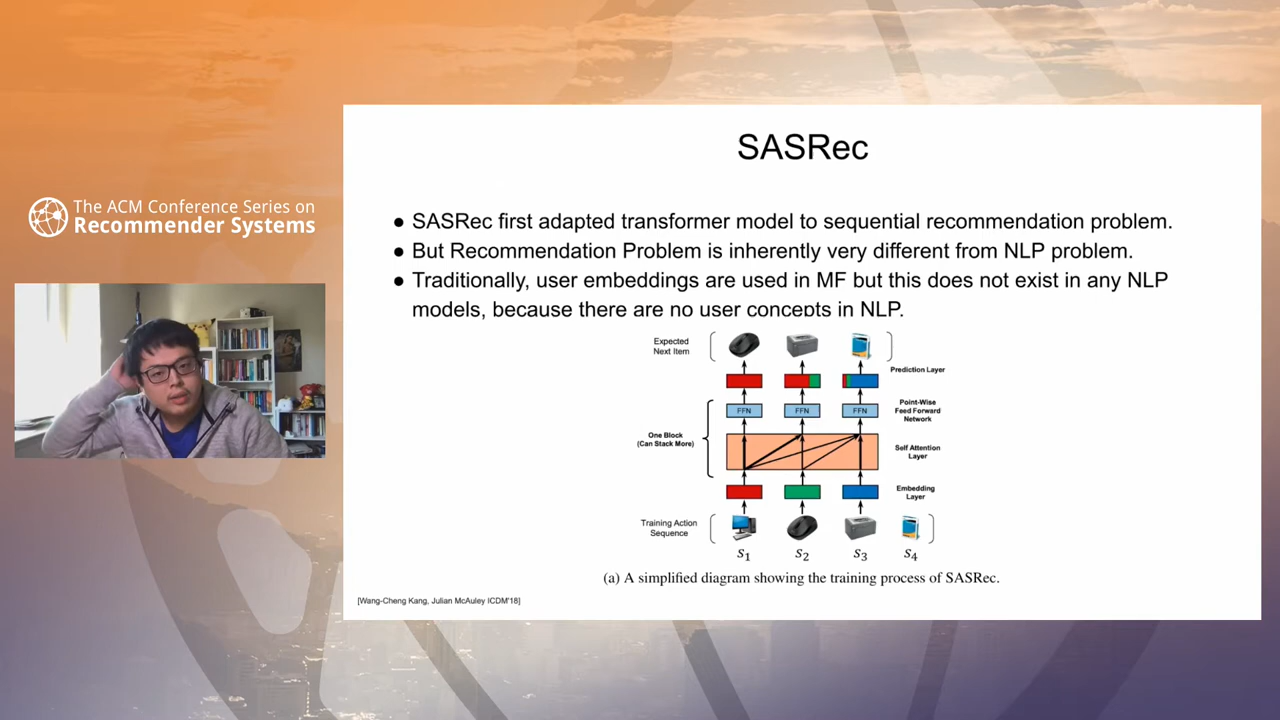 The ACM Conference Series on
Recommender Systems
SASRec
● SASRec first adapted transformer model to sequential recommendation problem.
● But Recommendation Problem is inherently very different from NLP problem.
● Traditionally, user embeddings are used in MF but this does not exist in any NLP
models, because there are no user concepts in NLP.
Expected
Next Item
Prediction Layer
FFN FFN FFN
Point-Wise
Feed Forward
Network
One Block
(Can Stack More)
Self Attention
Layer
Embedding
Layer
Training Action
Sequence
S1 S2 S3 S4
(a) A simplified diagram showing the training process of SASRec.
[Wang-Cheng Kang, Julian McAuley ICDM'18]